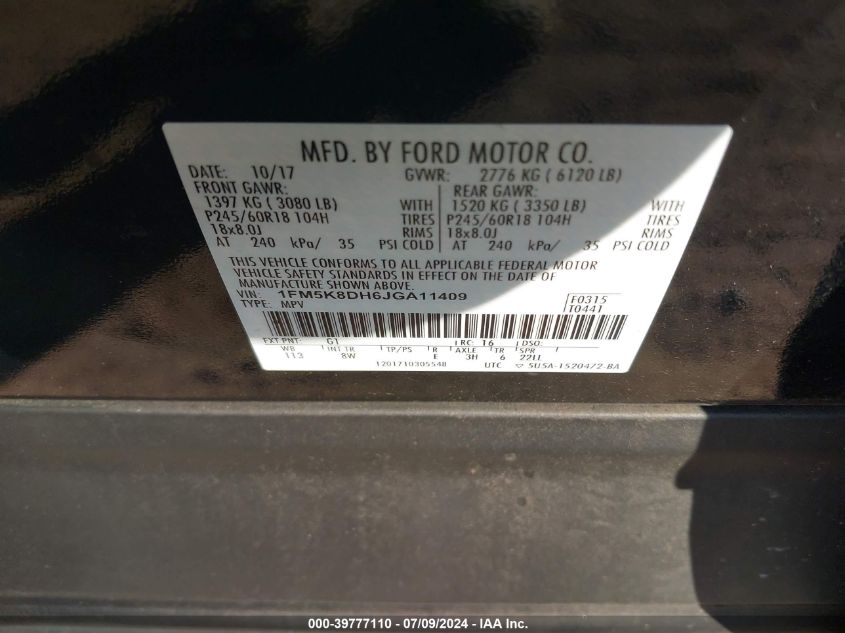 MFD. BY FORD MOTOR CO.
DATE: 10/17 GVWR: 2776 KG ( 6120 LB)
FRONT GAWR: REAR GAWR:
1397 KG ( 3080 LB) WITH 1520 KG ( 3350 LB) WITH
P245/60R18 104H TIRES P245/60R18 104H TIRES
18x8.0J RIMS 18x8.0J RIMS
AT 240 kPa/ 35 PSI COLD AT 240 kPa/ 35 PSI COLD
THIS VEHICLE CONFORMS TO ALL APPLICABLE FEDERAL MOTOR
VEHICLE SAFETY STANDARDS IN EFFECT ON THE DATE OF
MANUFACTURE SHOWN ABOVE.
VIN: 1FM5K8DH6JGA11409 F0315
TYPE: MPV T0441
EXT PNT: G1 RC: 16 DSO:
WB INT TR TP/PS R AXLE TR SPR
113 8W E 3H 6 22LL
1201710305548 UTC ▽ 5U5A-1520472-BA
000-39777110 - 07/09/2024 - IAA Inc.